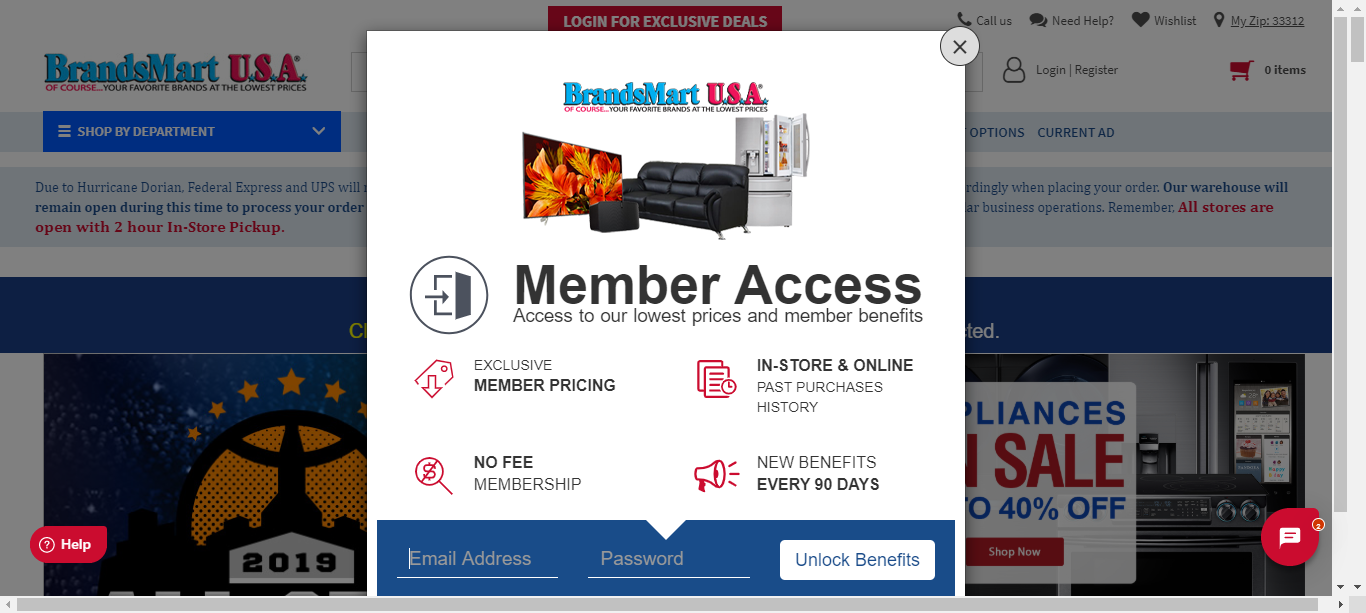 LOGIN FOR EXCLUSIVE DEALS
Call us
Need Help?
Wishlist
My Zip: 33312
BrandsMart U.S.A.
OF COURSE...YOUR FAVORITE BRANDS AT THE LOWEST PRICES
Login | Register
0 items
SHOP BY DEPARTMENT
OPTIONS
CURRENT AD
Due to Hurricane Dorian, Federal Express and UPS will
rdingly when placing your order. Our warehouse will
remain open during this time to process your order
ar business operations. Remember, All stores are
open with 2 hour In-Store Pickup.
BrandsMart U.S.A.
OF COURSE...YOUR FAVORITE BRANDS AT THE LOWEST PRICES
Member Access
Access to our lowest prices and member benefits
EXCLUSIVE
MEMBER PRICING
IN-STORE & ONLINE
PAST PURCHASES
HISTORY
NO FEE
MEMBERSHIP
NEW BENEFITS
EVERY 90 DAYS
Email Address
Password
Unlock Benefits
cted.
PLIANCES
N SALE
TO 40% OFF
Shop Now
2019
Help
2